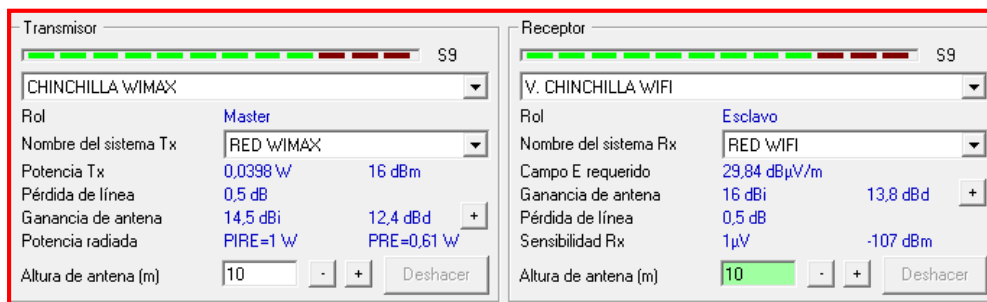 Transmisor
S9
CHINCHILLA WIMAX
Rol Master
Nombre del sistema Tx RED WIMAX
Potencia Tx 0,0398 W 16 dBm
Pérdida de línea 0,5 dB
Ganancia de antena 14,5 dBi 12,4 dBd +
Potencia radiada PIRE=1 W PRE=0,61 W
Altura de antena (m) 10 - + Deshacer
Receptor
S9
V. CHINCHILLA WIFI
Rol Esclavo
Nombre del sistema Rx RED WIFI
Campo E requerido 29,84 dBµV/m
Ganancia de antena 16 dBi 13,8 dBd +
Pérdida de línea 0,5 dB
Sensibilidad Rx 1µV -107 dBm
Altura de antena (m) 10 - + Deshacer